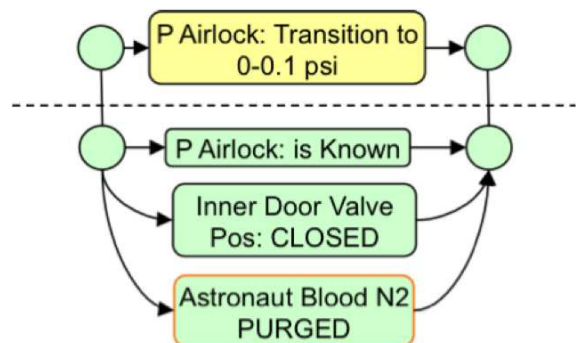 P Airlock: Transition to
0-0.1 psi
P Airlock: is Known
Inner Door Valve
Pos: CLOSED
Astronaut Blood N2
PURGED